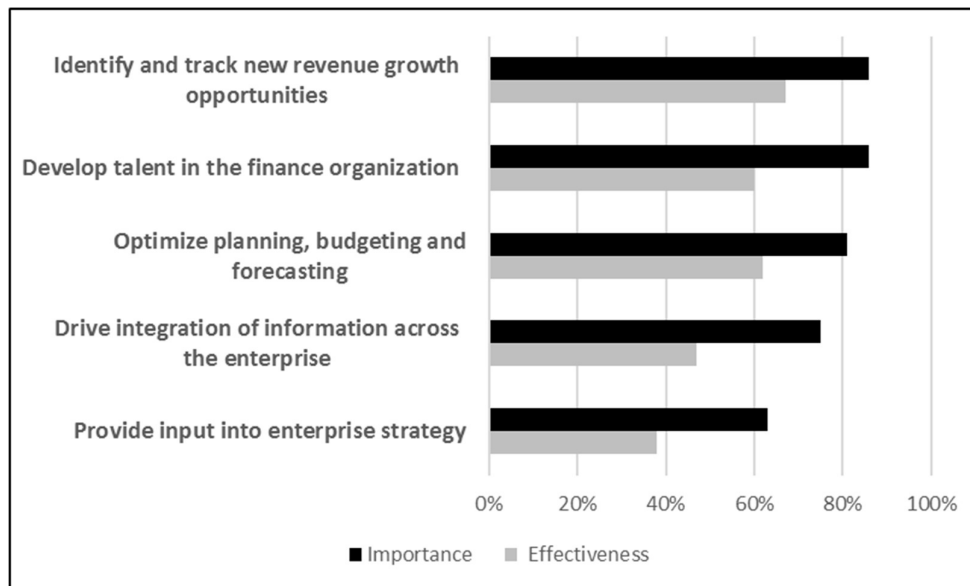 Identify and track new revenue growth
opportunities
Develop talent in the finance organization
Optimize planning, budgeting and
forecasting
Drive integration of information across
the enterprise
Provide input into enterprise strategy
0% 20% 40% 60% 80% 100%
Importance Effectiveness